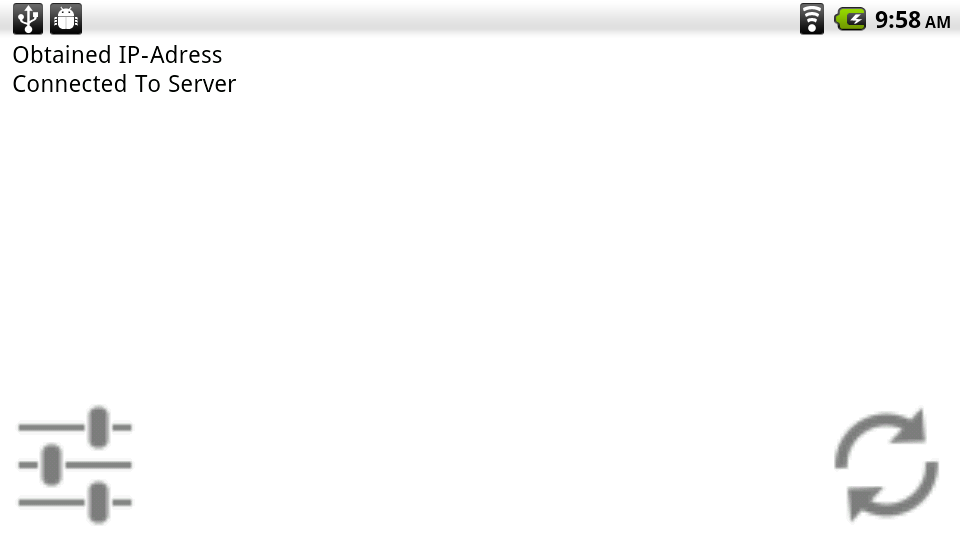 9:58 AM
Obtained IP-Adress
Connected To Server